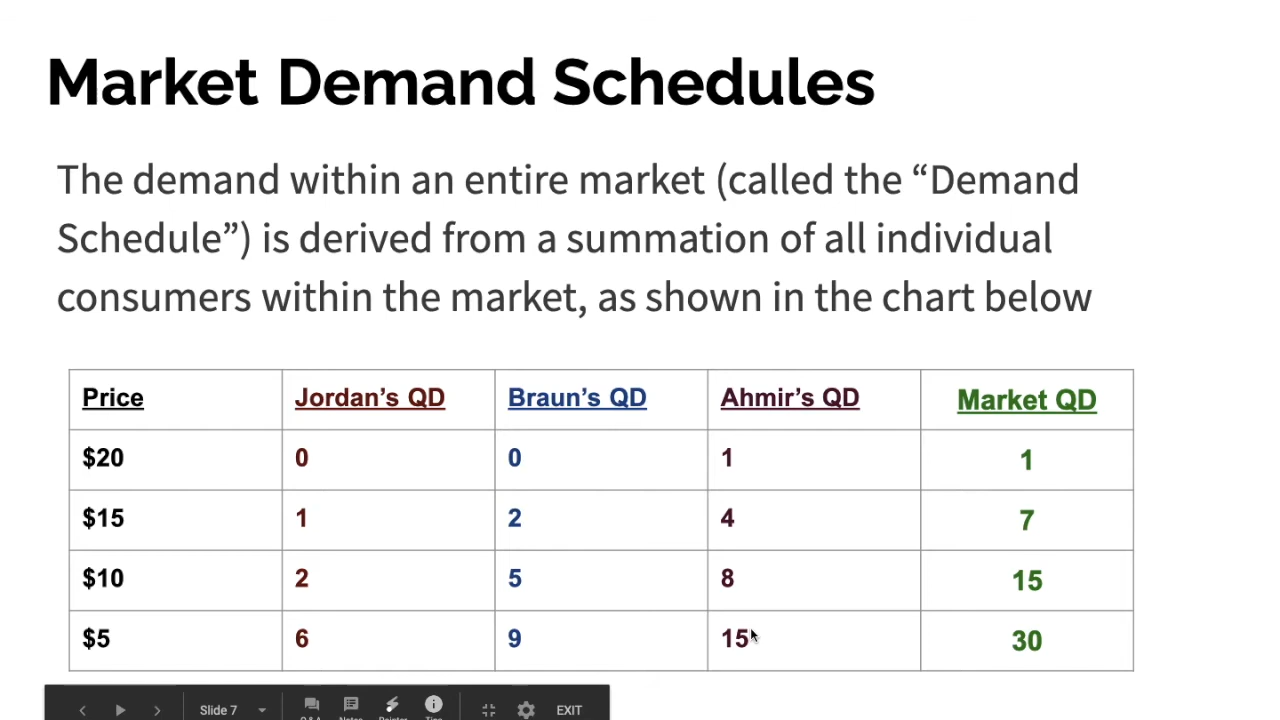 Market Demand Schedules
The demand within an entire market (called the “Demand
Schedule”) is derived from a summation of all individual
consumers within the market, as shown in the chart below
Price Jordan’s QD Braun’s QD Ahmir’s QD Market QD
$20 0 0 1 1
$15 1 2 4 7
$10 2 5 8 15
$5 6 9 15 30
Slide 7 EXIT